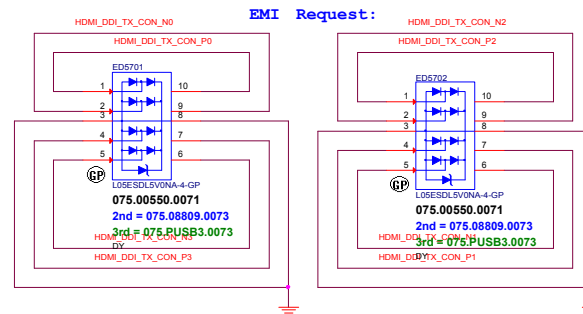 EMI Request:
HDMI_DDI_TX_CON_N0
HDMI_DDI_TX_CON_P0
ED5701
1 10
2 9
3 8
4 7
5 6
GP
L05ESDL5V0NA-4-GP
075.00550.0071
2nd = 075.08809.0073
3rd = 075.PUSB3.0073
HDMI_DDI_TX_CON_N3
DY
HDMI_DDI_TX_CON_P3
HDMI_DDI_TX_CON_N2
HDMI_DDI_TX_CON_P2
ED5702
1 10
2 9
3 8
4 7
5 6
GP
L05ESDL5V0NA-4-GP
075.00550.0071
2nd = 075.08809.0073
3rd = 075.PUSB3.0073
HDMI_DDI_TX_CON_N1
DY
HDMI_DDI_TX_CON_P1